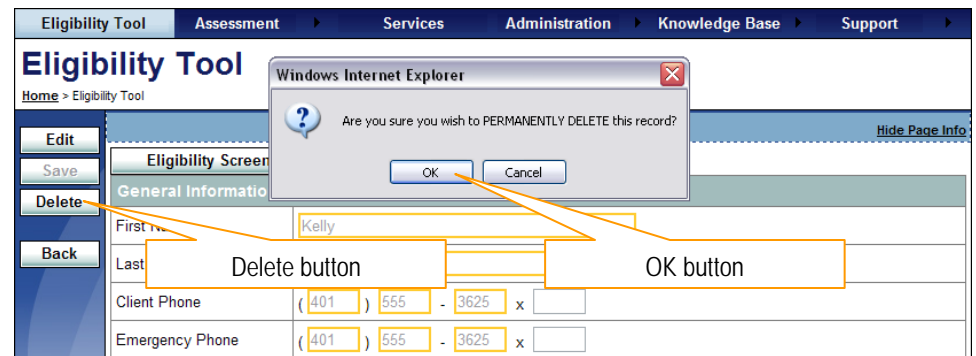 Eligibility Tool Assessment Services Administration Knowledge Base Support
Eligibility Tool
Home > Eligibility Tool
Windows Internet Explorer
Are you sure you wish to PERMANENTLY DELETE this record?
OK Cancel
Hide Page Info
Edit
Save
Delete
Back
Eligibility Screen
General Informatio
First Kelly
Last
Delete button
OK button
Client Phone ( 401 ) 555 - 3625 x
Emergency Phone ( 401 ) 555 - 3625 x